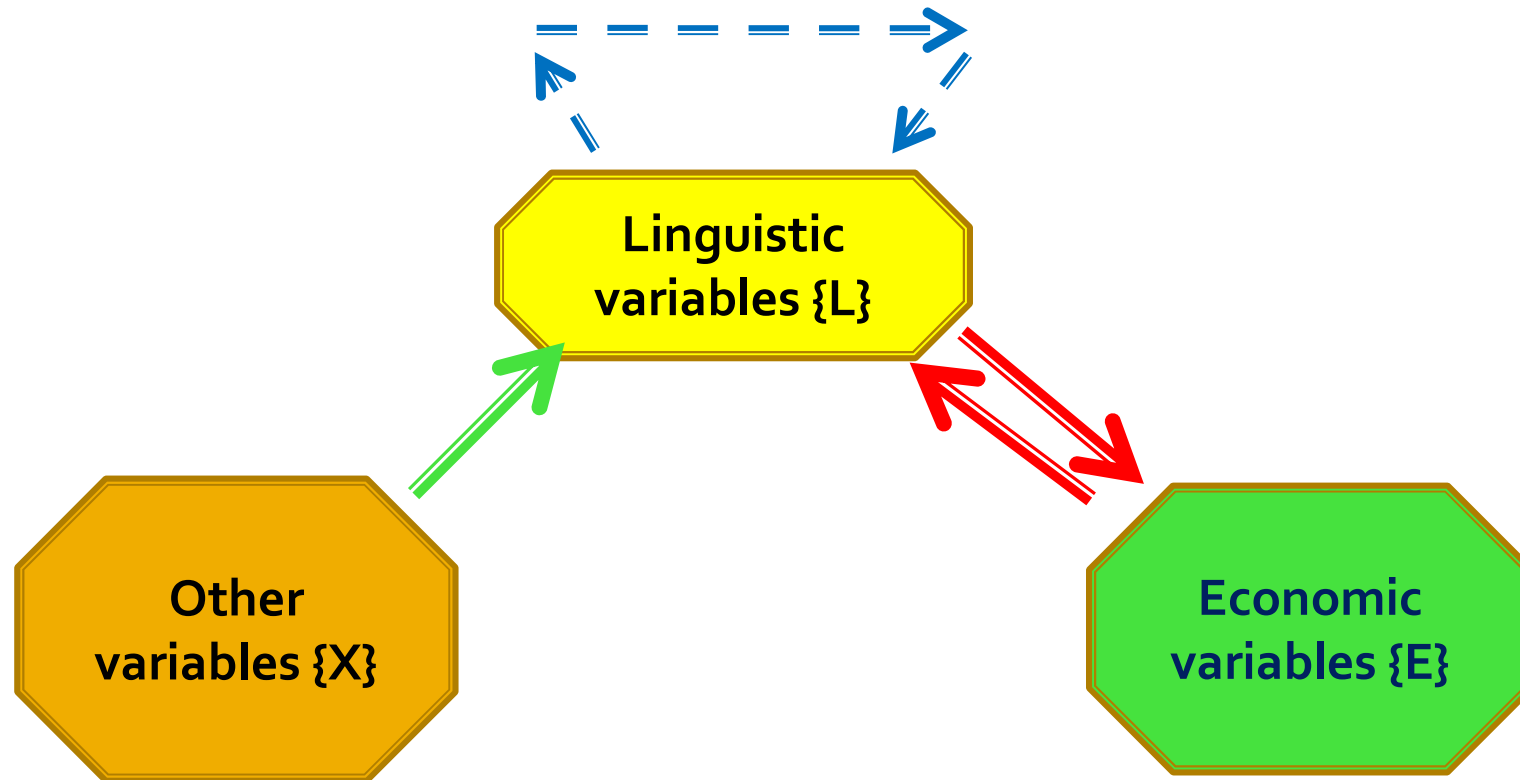 Linguistic
variables {L}
Other
variables {X}
Economic
variables {E}